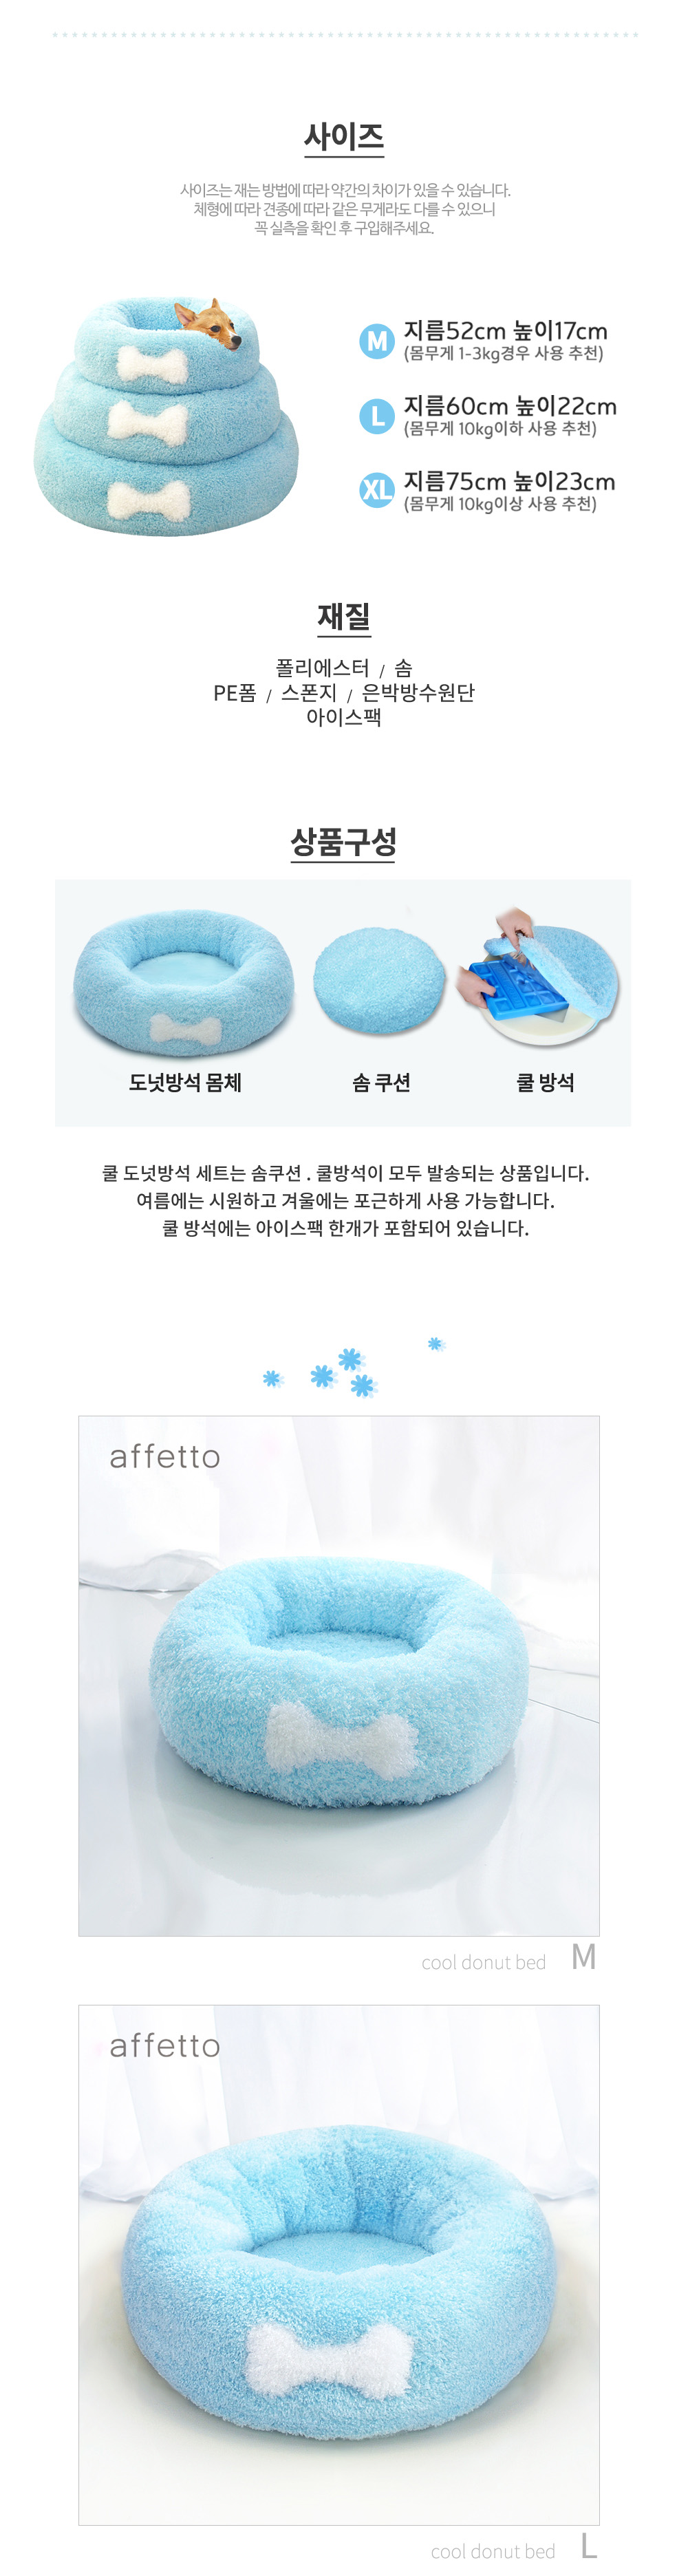 사이즈
사이즈는 재는 방법에 따라 약간의 차이가 있을 수 있습니다.
체형에 따라 견종에 따라 같은 무게라도 다를 수 있으니
꼭 실측을 확인 후 구입해주세요.
M 지름52cm 높이17cm
(몸무게 1-3kg경우 사용 추천)
L 지름60cm 높이22cm
(몸무게 10kg이하 사용 추천)
XL 지름75cm 높이23cm
(몸무게 10kg이상 사용 추천)
재질
폴리에스터 / 솜
PE폼 / 스폰지 / 은박방수원단
아이스팩
상품구성
도넛방석 몸체 솜 쿠션 쿨 방석
쿨 도넛방석 세트는 솜쿠션 . 쿨방석이 모두 발송되는 상품입니다.
여름에는 시원하고 겨울에는 포근하게 사용 가능합니다.
쿨 방석에는 아이스팩 한개가 포함되어 있습니다.
affetto
cool donut bed M
affetto
cool donut bed L